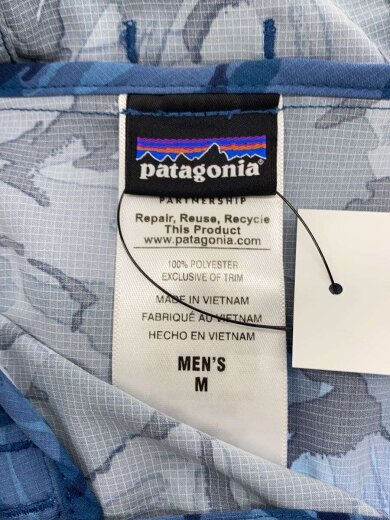 patagonia®
PARTNERSHIP
Repair, Reuse, Recycle
This Product
www.patagonia.com
100% POLYESTER
EXCLUSIVE OF TRIM
MADE IN VIETNAM
FABRIQUÉ AU VIETNAM
HECHO EN VIETNAM
MEN'S
M